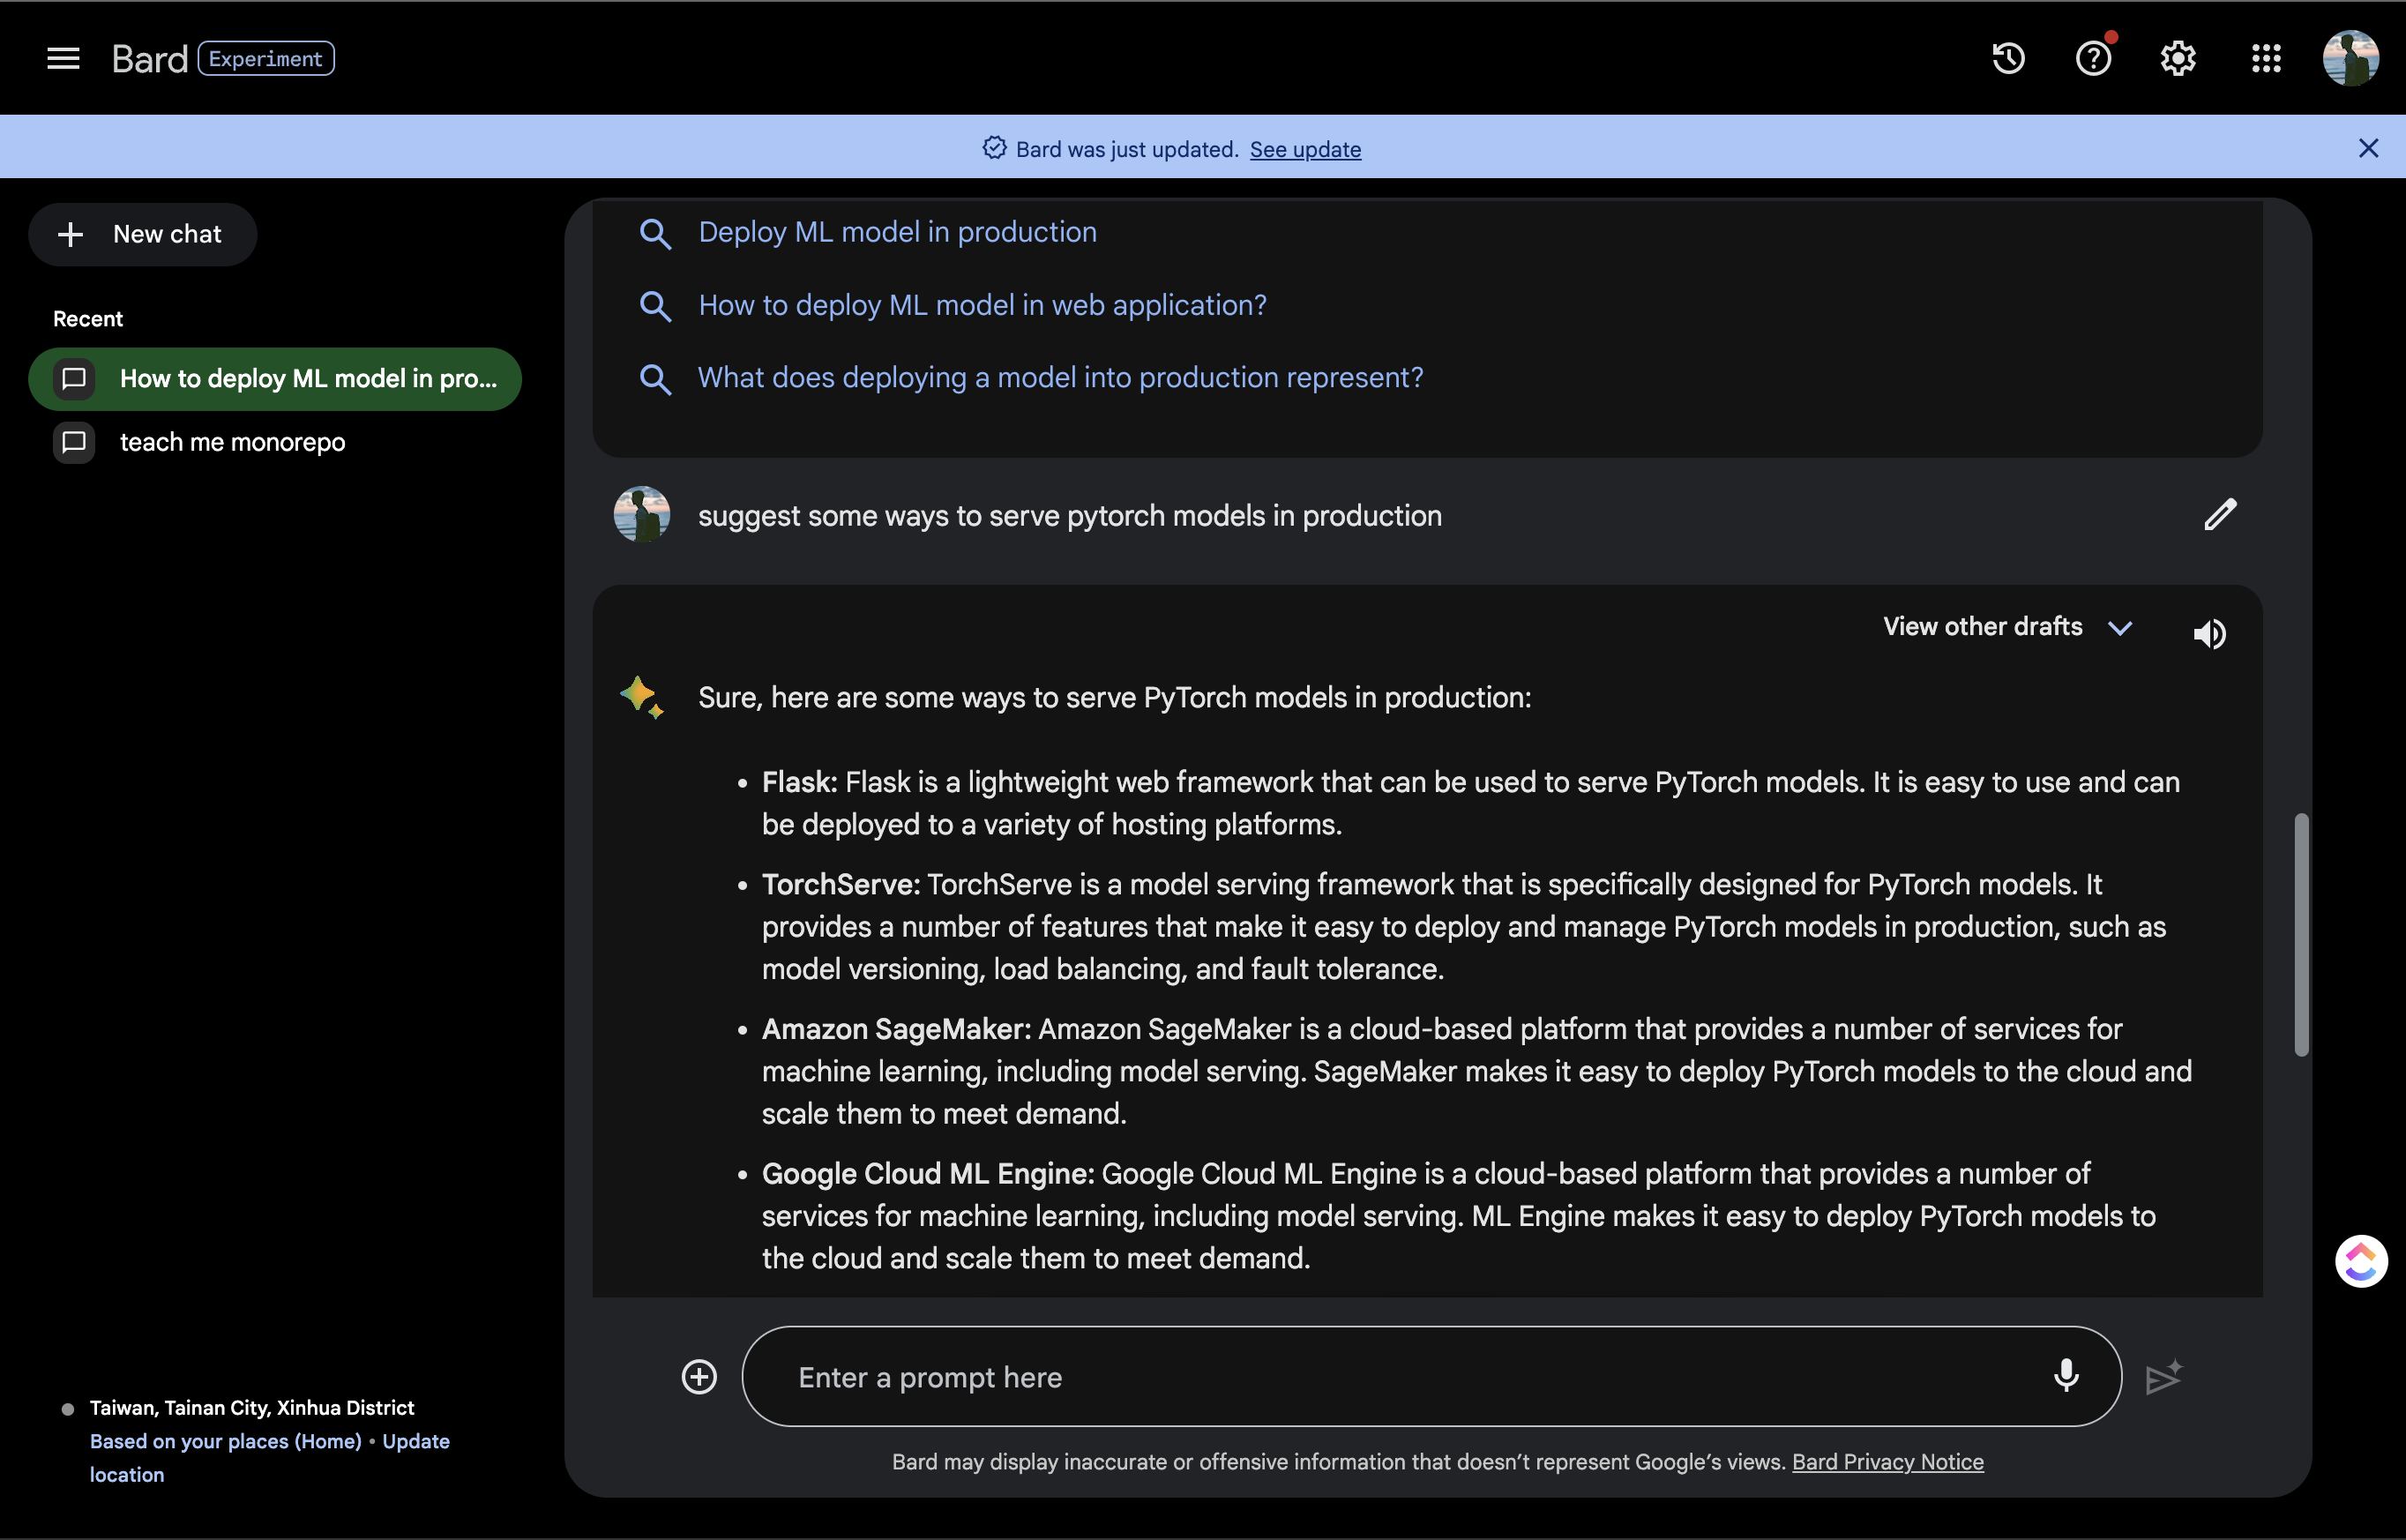 Bard Experiment
Bard was just updated. See update
New chat
Recent
How to deploy ML model in pro...
teach me monorepo
Taiwan, Tainan City, Xinhua District
Based on your places (Home) • Update
location
Deploy ML model in production
How to deploy ML model in web application?
What does deploying a model into production represent?
suggest some ways to serve pytorch models in production
View other drafts
Sure, here are some ways to serve PyTorch models in production:
• Flask: Flask is a lightweight web framework that can be used to serve PyTorch models. It is easy to use and can
be deployed to a variety of hosting platforms.
• TorchServe: TorchServe is a model serving framework that is specifically designed for PyTorch models. It
provides a number of features that make it easy to deploy and manage PyTorch models in production, such as
model versioning, load balancing, and fault tolerance.
• Amazon SageMaker: Amazon SageMaker is a cloud-based platform that provides a number of services for
machine learning, including model serving. SageMaker makes it easy to deploy PyTorch models to the cloud and
scale them to meet demand.
• Google Cloud ML Engine: Google Cloud ML Engine is a cloud-based platform that provides a number of
services for machine learning, including model serving. ML Engine makes it easy to deploy PyTorch models to
the cloud and scale them to meet demand.
Enter a prompt here
Bard may display inaccurate or offensive information that doesn’t represent Google’s views. Bard Privacy Notice